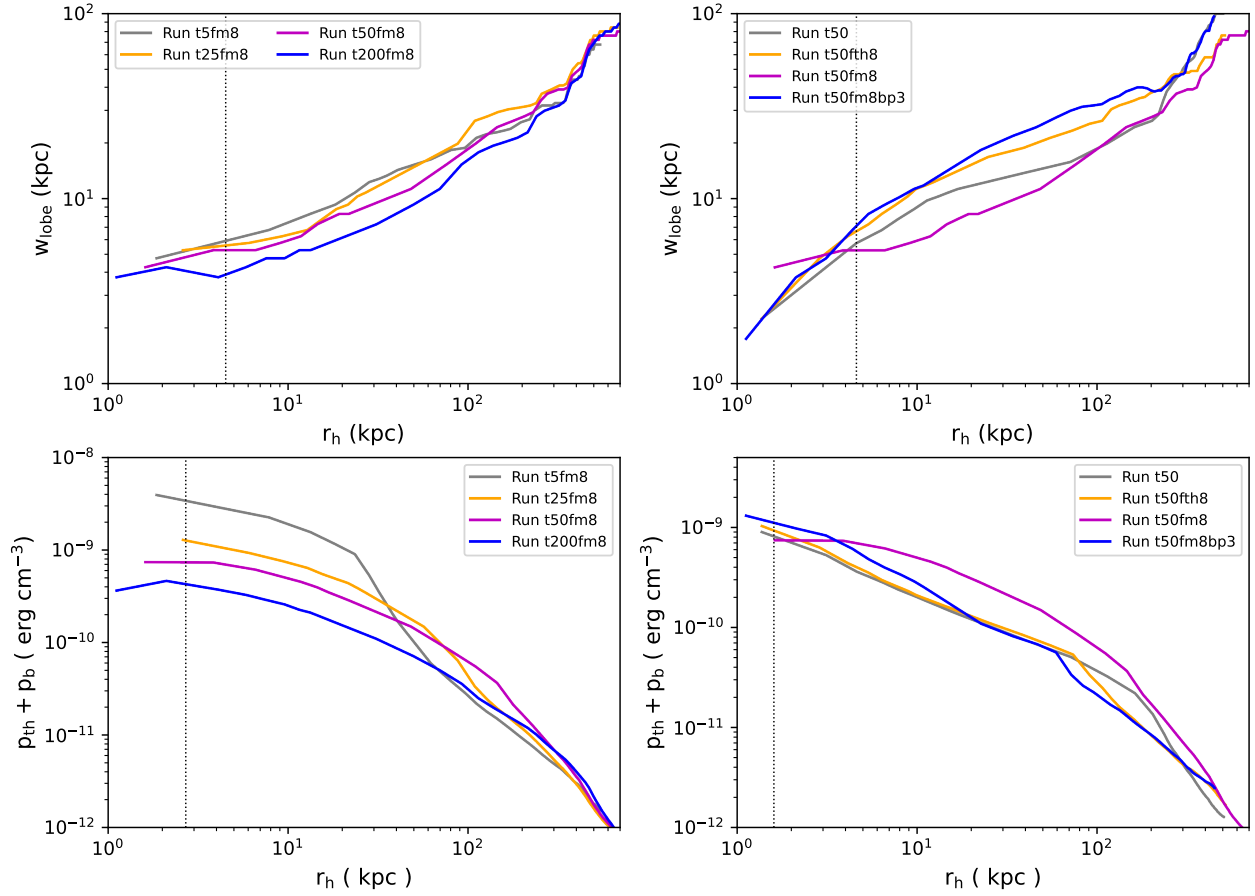 10²
10¹
10⁰
w_lobe (kpc)
Run t5fm8
Run t25fm8
Run t50fm8
Run t200fm8
10⁰ 10¹ 10²
r_h (kpc)
10²
10¹
10⁰
w_lobe (kpc)
Run t50
Run t50fth8
Run t50fm8
Run t50fm8bp3
10⁰ 10¹ 10²
r_h (kpc)
10⁻⁸
10⁻⁹
10⁻¹⁰
10⁻¹¹
10⁻¹²
p_th + p_b ( erg cm⁻³)
Run t5fm8
Run t25fm8
Run t50fm8
Run t200fm8
10⁰ 10¹ 10²
r_h ( kpc)
10⁻⁹
10⁻¹⁰
10⁻¹¹
10⁻¹²
p_th + p_b ( erg cm⁻³)
Run t50
Run t50fth8
Run t50fm8
Run t50fm8bp3
10⁰ 10¹ 10²
r_h ( kpc)